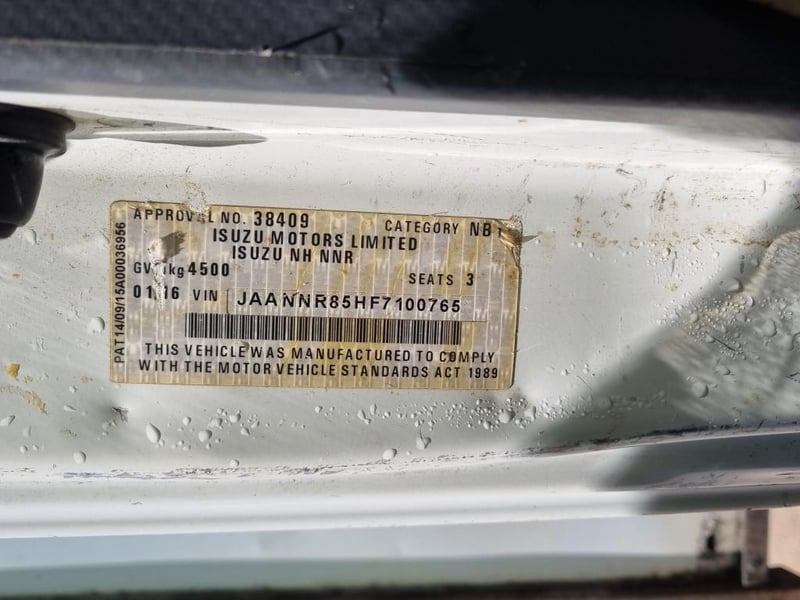 APPROVAL NO. 38409 CATEGORY NB1
ISUZU MOTORS LIMITED
ISUZU NH NNR
kg 4500 SEATS 3
01 16 VIN JAANNR85HF7100765
THIS VEHICLE WAS MANUFACTURED TO COMPLY
WITH THE MOTOR VEHICLE STANDARDS ACT 1989
PAT14/09/15A00036956